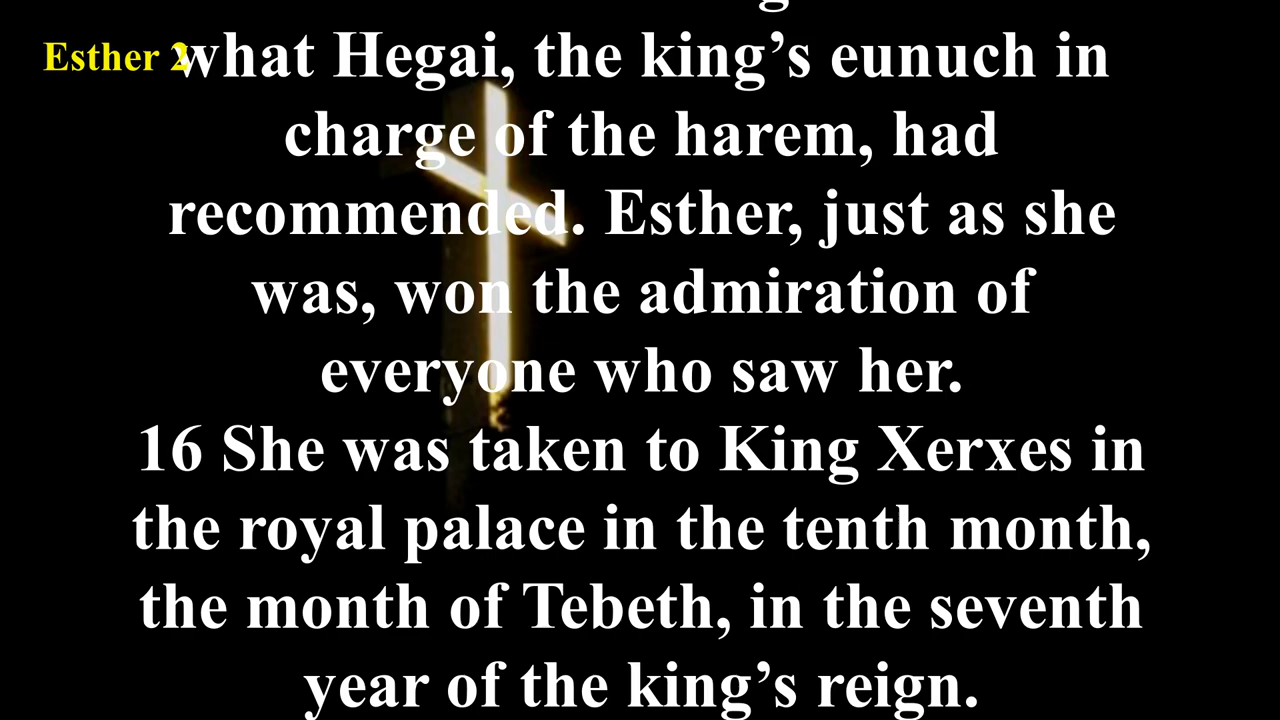 Esther 2
what Hegai, the king’s eunuch in
charge of the harem, had
recommended. Esther, just as she
was, won the admiration of
everyone who saw her.
16 She was taken to King Xerxes in
the royal palace in the tenth month,
the month of Tebeth, in the seventh
year of the king’s reign.